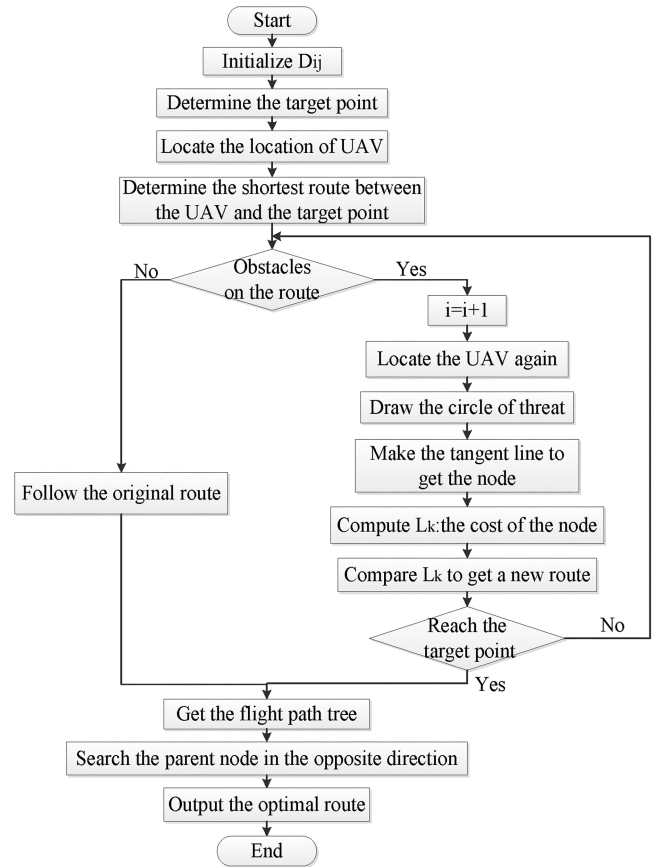 Start
Initialize Dij
Determine the target point
Locate the location of UAV
Determine the shortest route between
the UAV and the target point
No
Obstacles
on the route
Yes
i=i+1
Locate the UAV again
Draw the circle of threat
Make the tangent line to
get the node
Follow the original route
Compute Lk:the cost of the node
Compare Lk to get a new route
Reach the
target point
No
Yes
Get the flight path tree
Search the parent node in the opposite direction
Output the optimal route
End